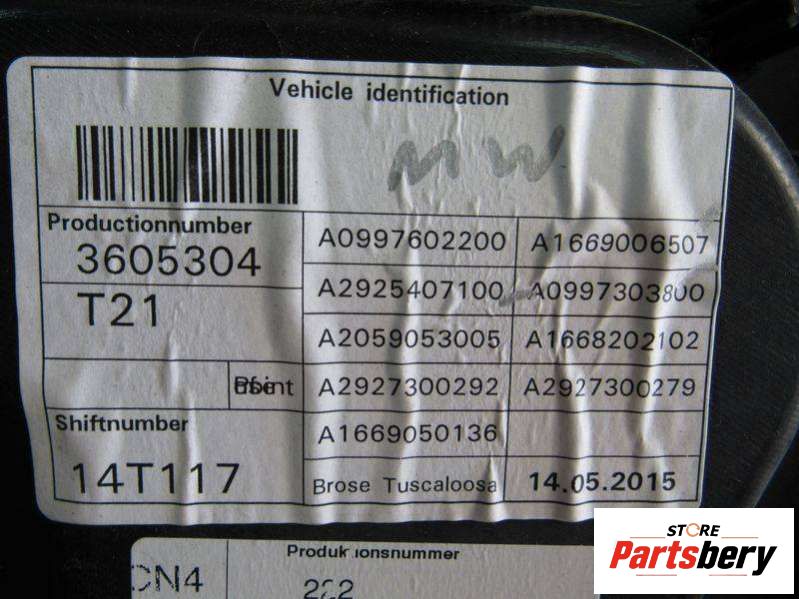 Vehicle identification
MW
Productionnumber
3605304
T21
Shiftnumber
14T117
A0997602200 A1669006507
A2925407100 A0997303800
A2059053005 A1668202102
A2927300292 A2927300279
A1669050136
Brose Tuscaloosa 14.05.2015
CN4
Produktionsnummer
STORE
Partsbery